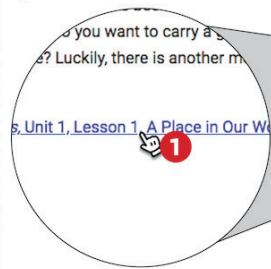 you want to carry a
? Luckily, there is another
Unit 1, Lesson 1, A Place in Our
1